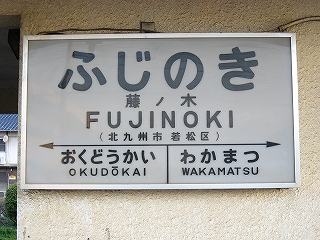 ふじのき
藤ノ木
FUJINOKI
(北九州市若松区)
おくどうかい わかまつ
OKUDŌKAI WAKAMATSU